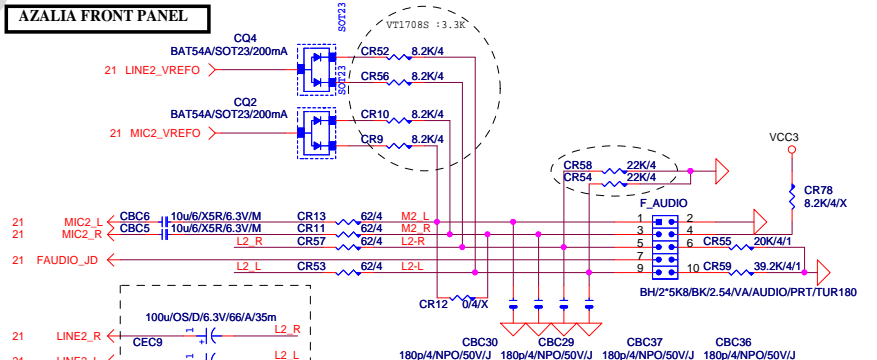 AZALIA FRONT PANEL
SOT23
VT1708S :3.3K
CQ4
BAT54A/SOT23/200mA
CR52 8.2K/4
21 LINE2_VREFO
SOT23
CR56 8.2K/4
CQ2
BAT54A/SOT23/200mA
CR10 8.2K/4
21 MIC2_VREFO
CR9 8.2K/4
VCC3
CR58 22K/4
CR54 22K/4
CR78
8.2K/4/X
F_AUDIO
21 MIC2_L CBC6 10u/6/X5R/6.3V/M CR13 62/4 M2_L 1 2
21 MIC2_R CBC5 10u/6/X5R/6.3V/M CR11 62/4 M2_R 3 4
L2_R CR57 62/4 L2-R 5 6 CR55 20K/4/1
21 FAUDIO_JD 7
L2_L CR53 62/4 L2-L 9 10 CR59 39.2K/4/1
BH/2*5K8/BK/2.54/VA/AUDIO/PRT/TUR180
CR12 0/4/X
100u/OS/D/6.3V/66/A/35m
21 LINE2_R 1 + L2_R
CEC9
CBC30 CBC29 CBC37 CBC36
180p/4/NPO/50V/J 180p/4/NPO/50V/J 180p/4/NPO/50V/J 180p/4/NPO/50V/J
21 LINE2_L 1 L2_L